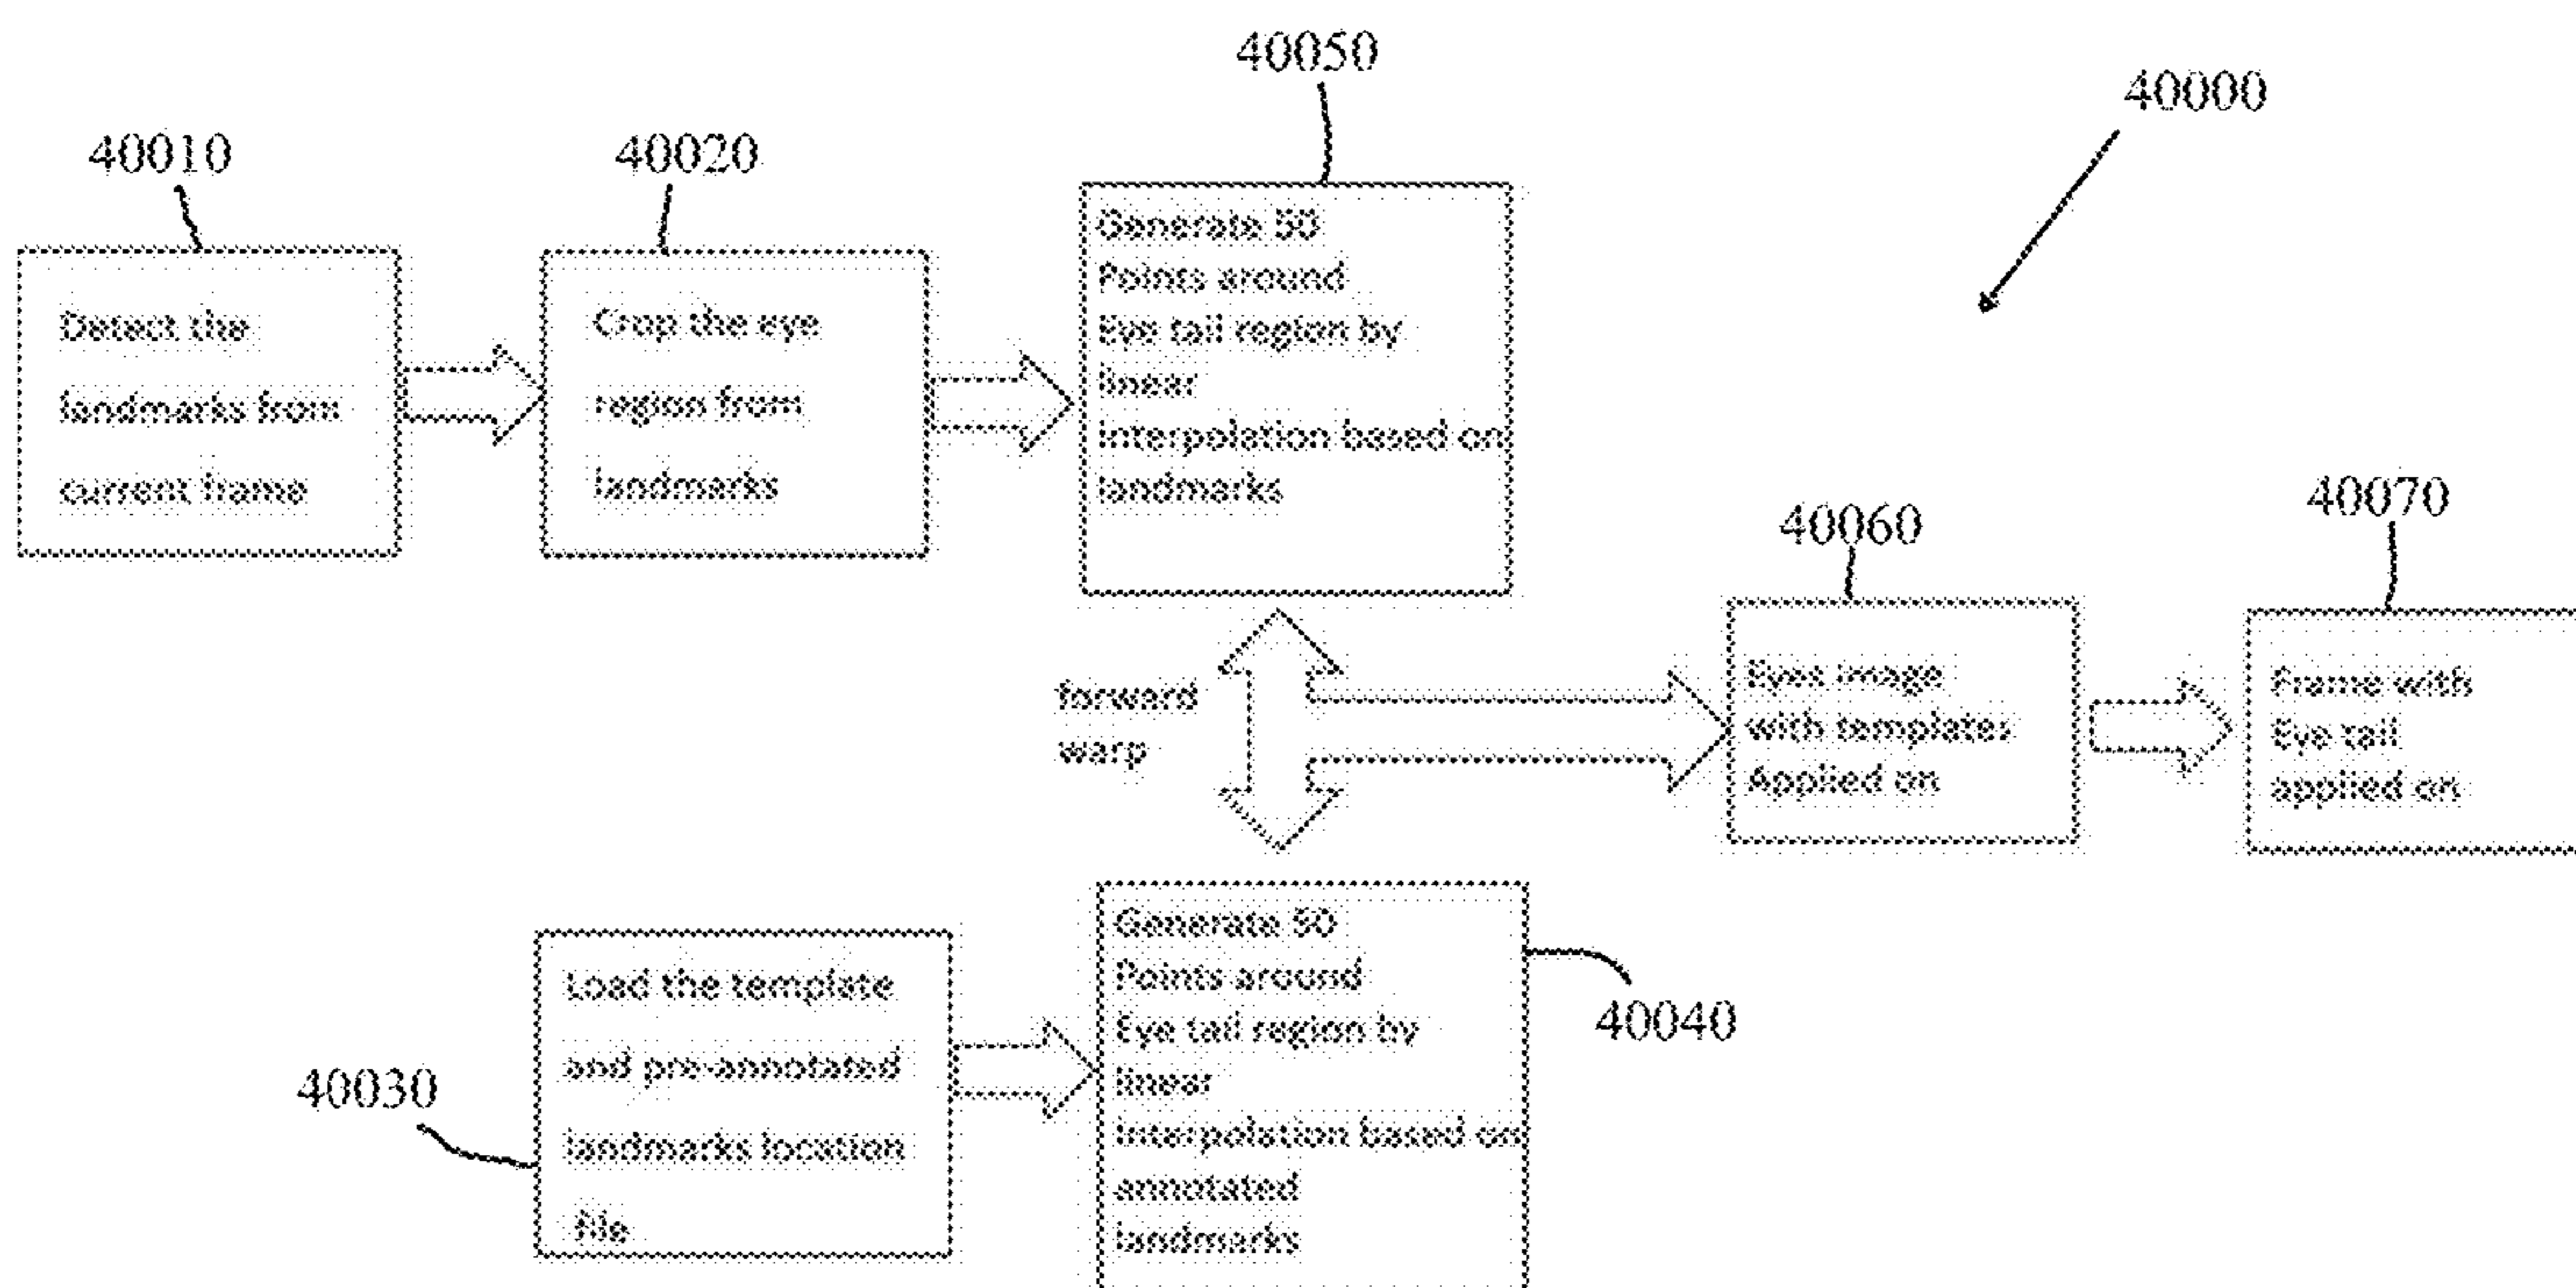 40050
40000
40010
40020
Detect the
landmarks from
current frame
Crop the eye
region from
landmarks
Generate 50
Points around
Eye tail region by
linear
Interpolation based on
landmarks
40060
40070
forward
warp
Eyes image
with templates
Applied on
Frame with
Eye tail
applied on
40030
Load the template
and pre-annotated
landmarks location
file
Generate 50
Points around
Eye tail region by
linear
Interpolation based on
annotated
landmarks
40040